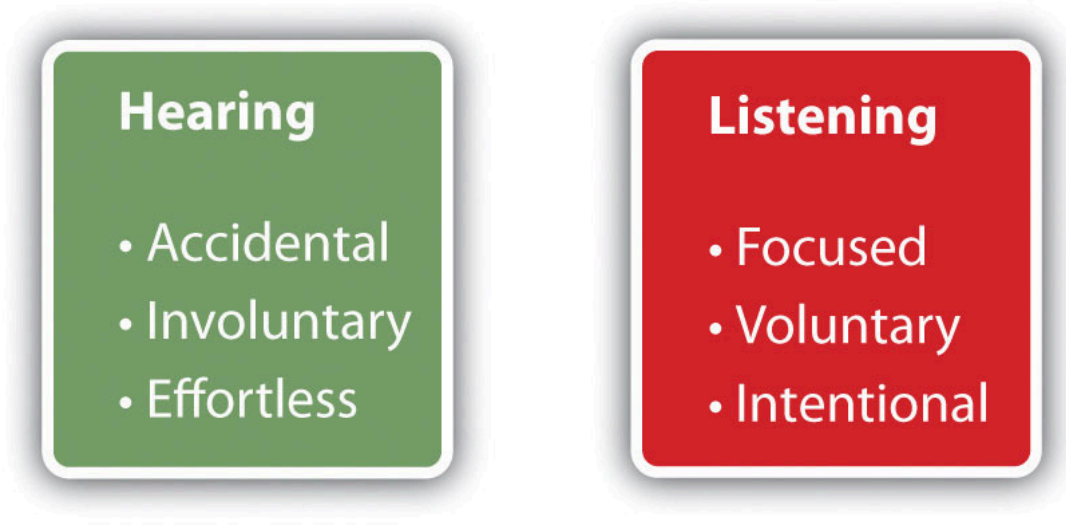 Hearing
• Accidental
• Involuntary
• Effortless
Listening
• Focused
• Voluntary
• Intentional